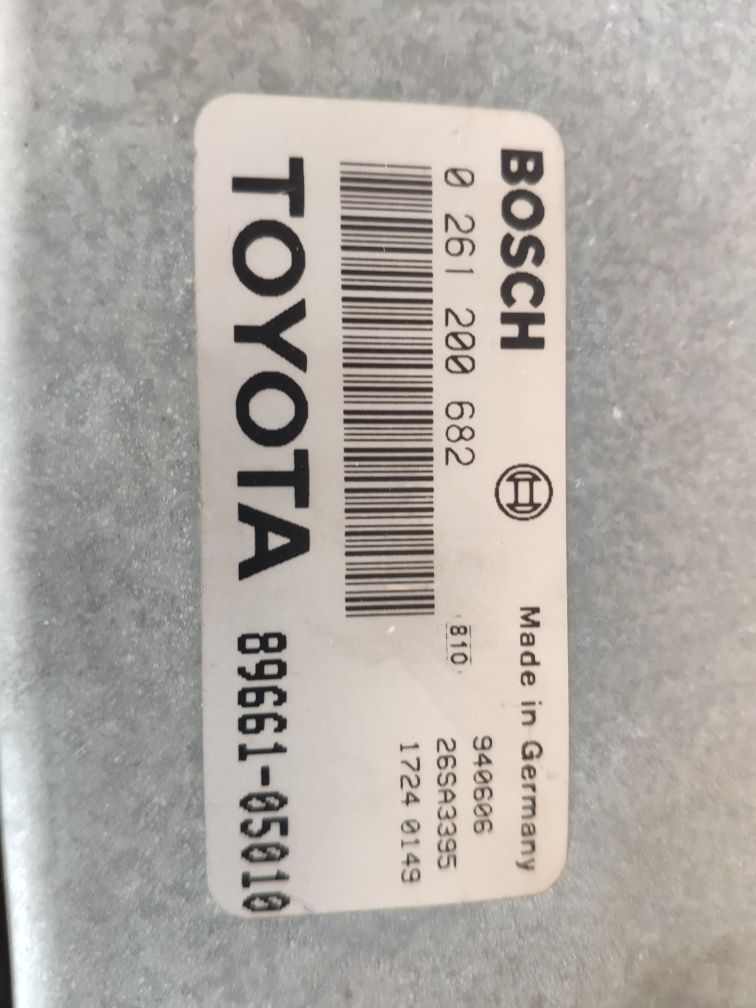 BOSCH
Made in Germany
0 261 200 682
940606
26SA3395
810
1724 0149
TOYOTA 89661-05010